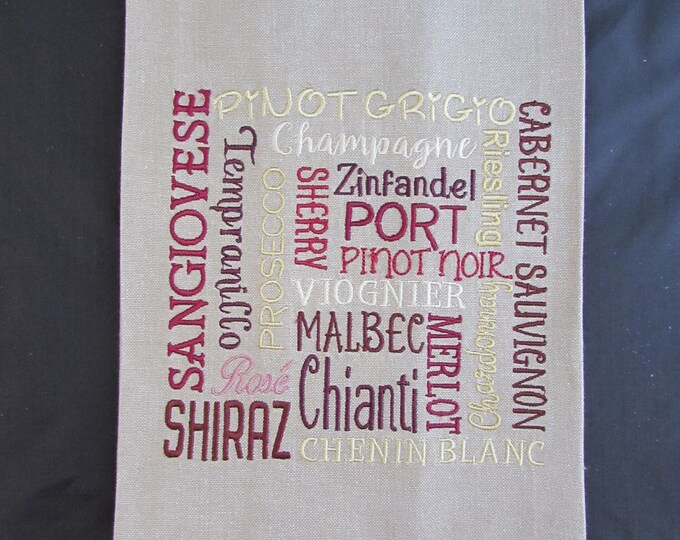 PINOT GRIGIO
SANGIOVESE
Tempranillo
Champagne
PROSECCO
SHERRY
Zinfandel
PORT
PINOT NOIR
Riesling
CABERNET SAUVIGNON
VIOGNIER
MALBEC
MERLOT
Chardonnay
Rosé
Chianti
SHIRAZ
CHENIN BLANC